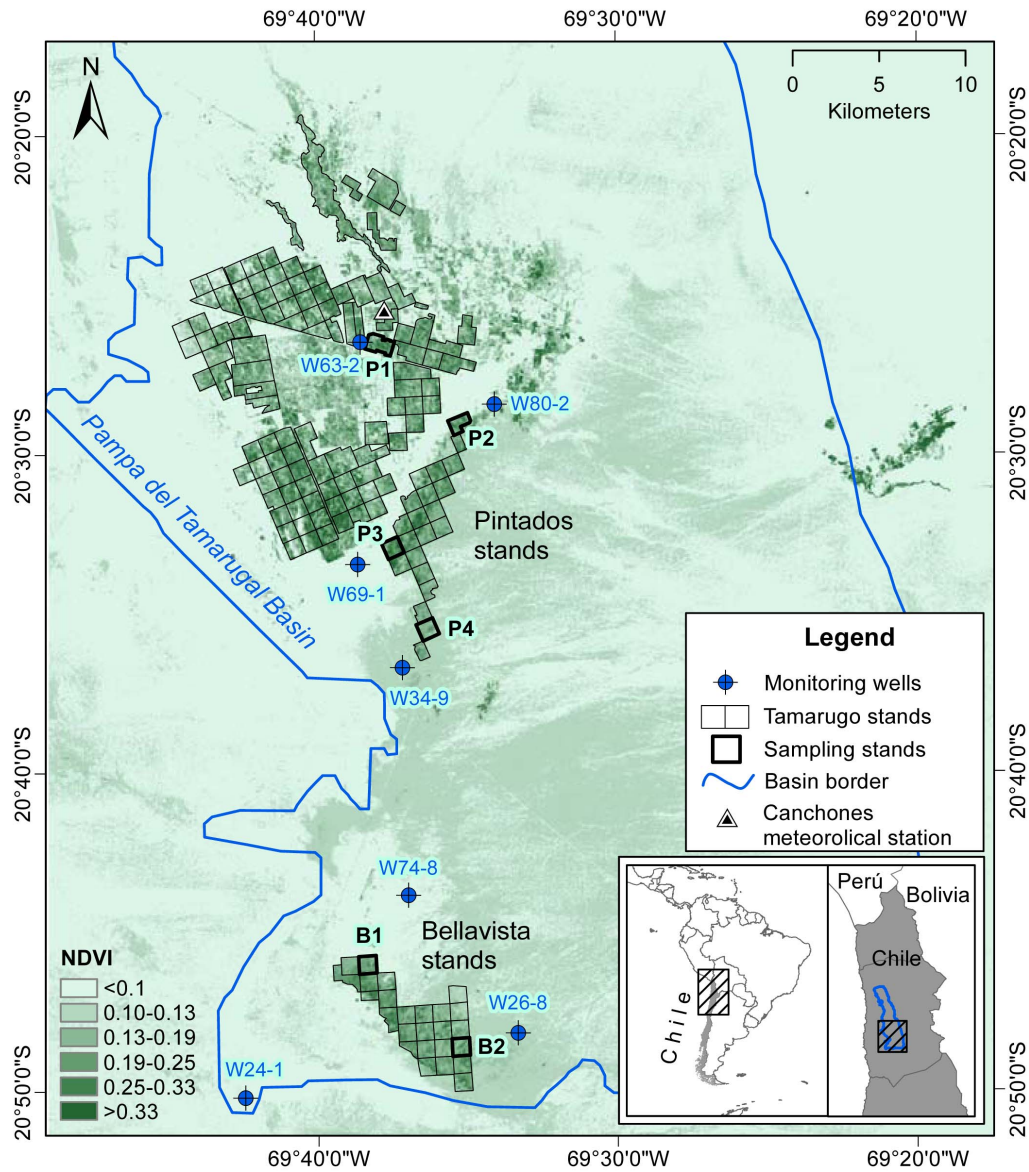 69°40'0"W
69°30'0"W
69°20'0"W
N
0
5
10
Kilometers
20°20'0"S
20°20'0"S
W63-2
P1
W80-2
P2
20°30'0"S
20°30'0"S
Pampa del Tamarugal Basin
Pintados
stands
P3
W69-1
P4
W34-9
Legend
Monitoring wells
Tamarugo stands
Sampling stands
Basin border
Canchones
meteorolical station
20°40'0"S
20°40'0"S
W74-8
Bellavista
stands
B1
W26-8
B2
W24-1
NDVI
<0.1
0.10-0.13
0.13-0.19
0.19-0.25
0.25-0.33
>0.33
Chile
Perú
Bolivia
Chile
20°50'0"S
20°50'0"S
69°40'0"W
69°30'0"W
69°20'0"W